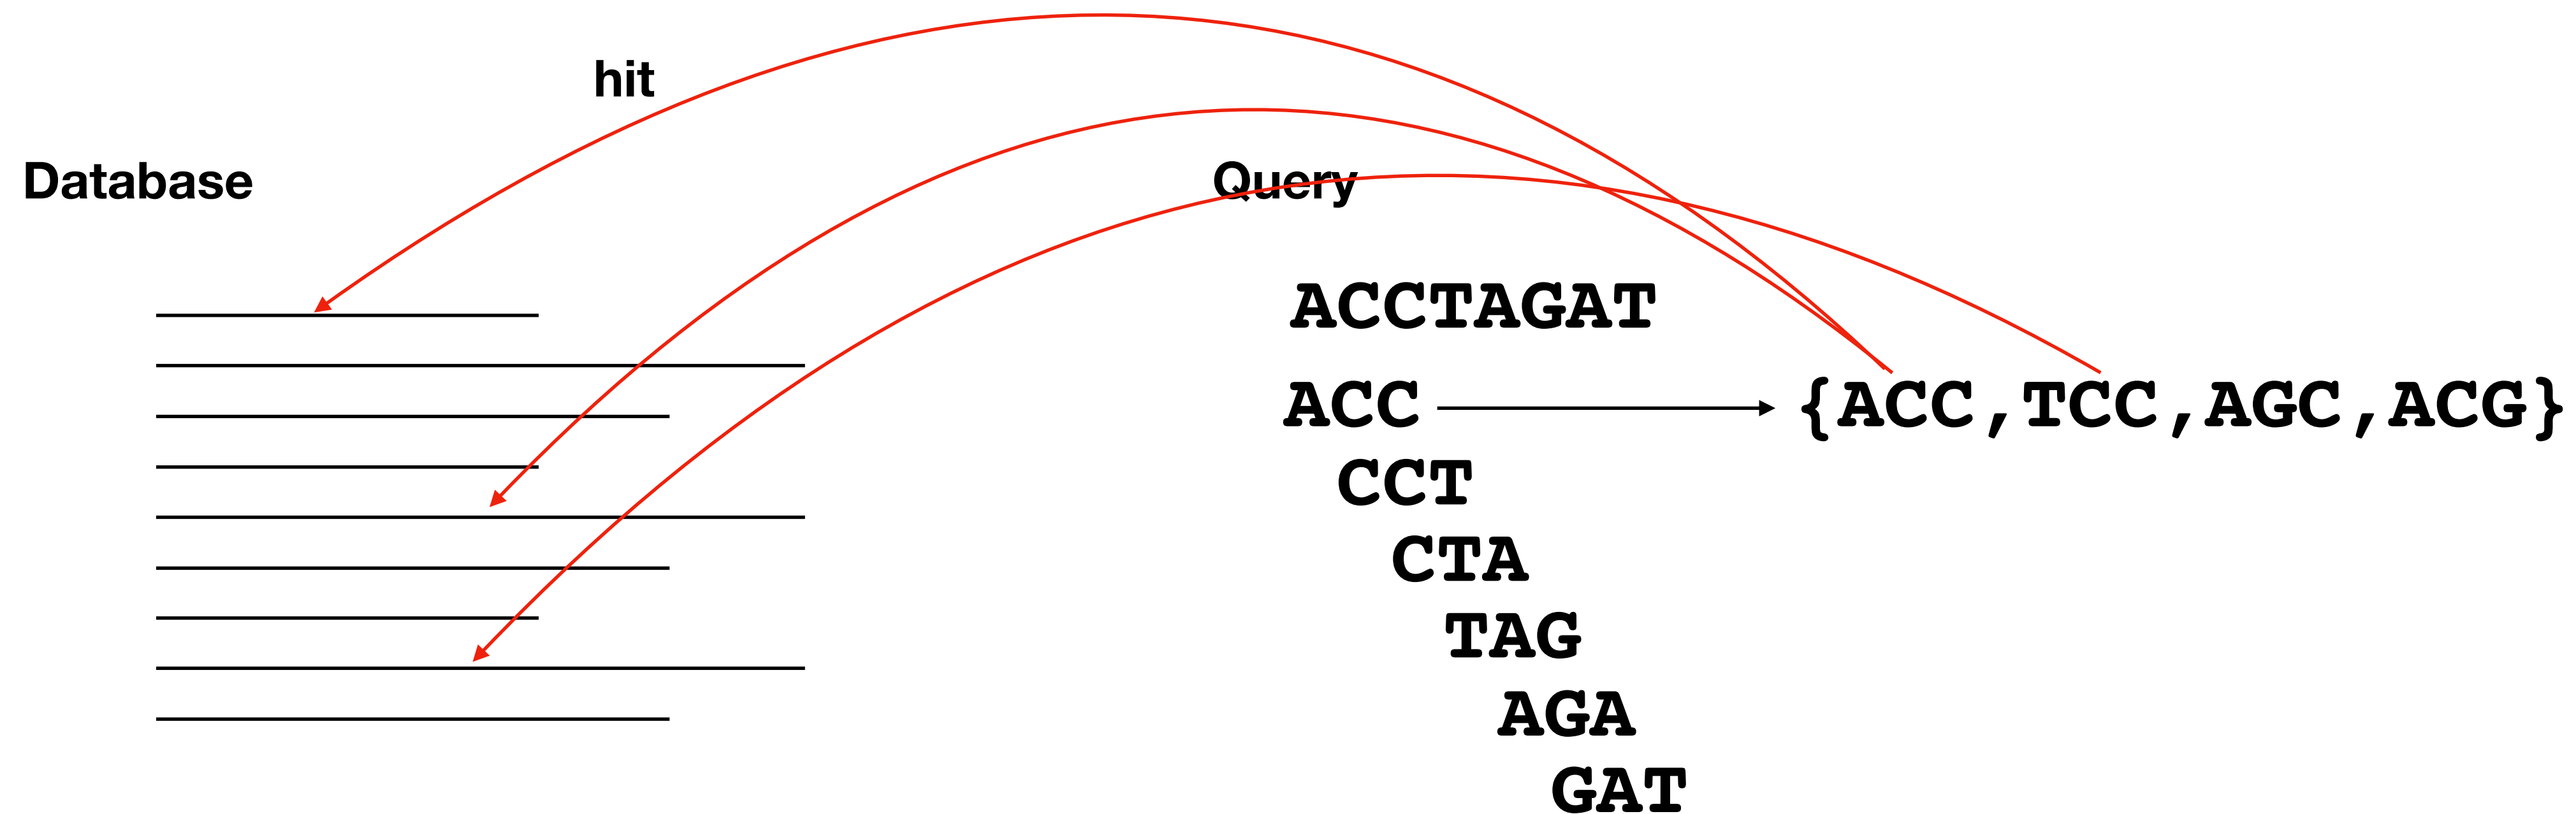 hit
Database
Query
ACCTAGAT
ACC {ACC,TCC,AGC,ACG}
CCT
CTA
TAG
AGA
GAT